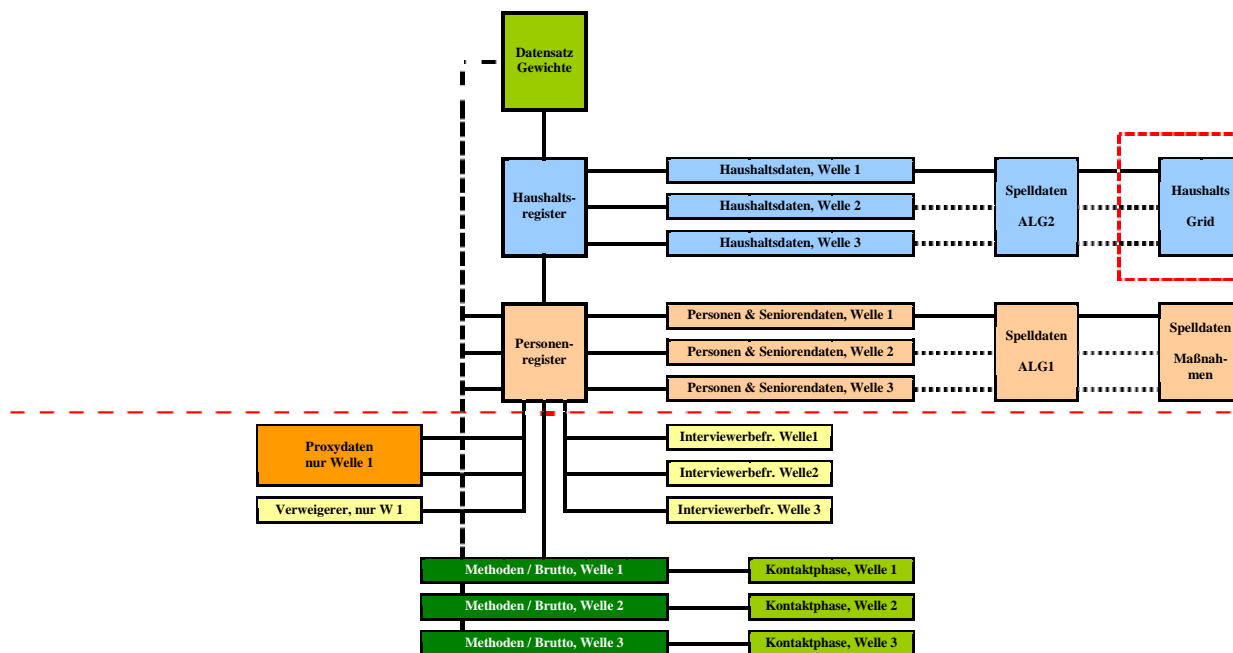 Datensatz
Gewichte
Haushalts-
register
Haushaltsdaten, Welle 1
Haushaltsdaten, Welle 2
Haushaltsdaten, Welle 3
Spelldaten
ALG2
Haushalts
Grid
Personen-
register
Personen & Seniorendaten, Welle 1
Personen & Seniorendaten, Welle 2
Personen & Seniorendaten, Welle 3
Spelldaten
ALG1
Spelldaten
Maßnah-
men
Proxydaten
nur Welle 1
Verweigerer, nur W 1
Interviewerbefr. Welle1
Interviewerbefr. Welle2
Interviewerbefr. Welle 3
Methoden / Brutto, Welle 1
Kontaktphase, Welle 1
Methoden / Brutto, Welle 2
Kontaktphase, Welle 2
Methoden / Brutto, Welle 3
Kontaktphase, Welle 3